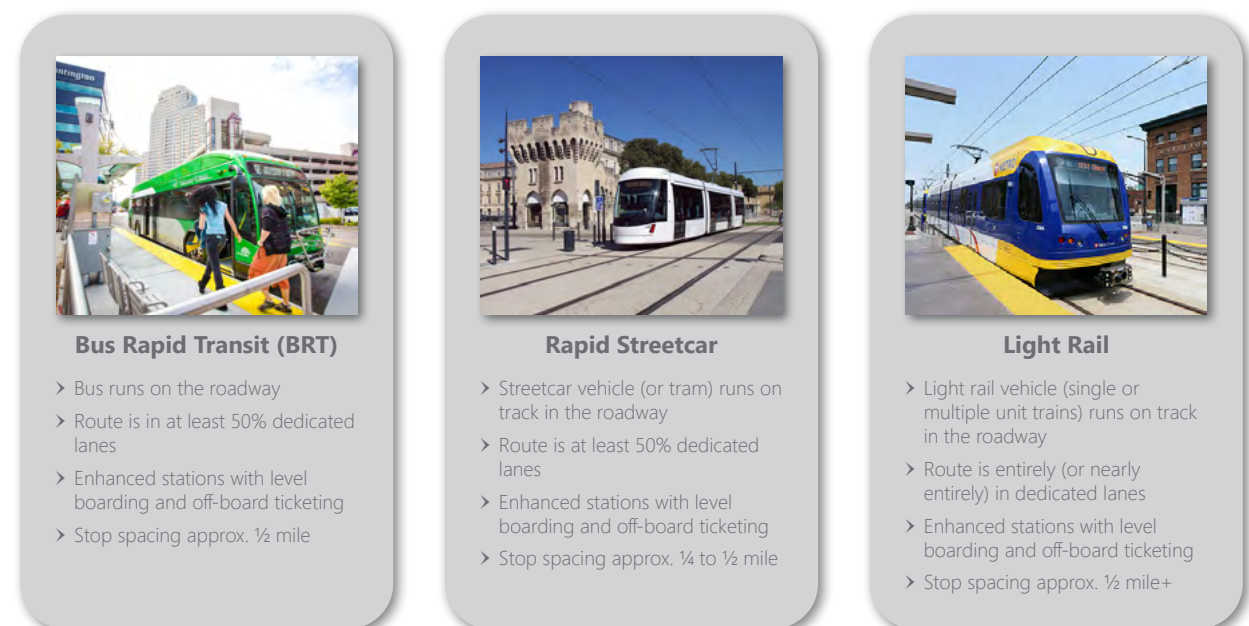 Bus Rapid Transit (BRT)
Bus runs on the roadway
Route is in at least 50% dedicated
lanes
Enhanced stations with level
boarding and off-board ticketing
Stop spacing approx. ½ mile
Rapid Streetcar
Streetcar vehicle (or tram) runs on
track in the roadway
Route is at least 50% dedicated
lanes
Enhanced stations with level
boarding and off-board ticketing
Stop spacing approx. ¼ to ½ mile
METRO
Light Rail
Light rail vehicle (single or
multiple unit trains) runs on track
in the roadway
Route is entirely (or nearly
entirely) in dedicated lanes
Enhanced stations with level
boarding and off-board ticketing
Stop spacing approx. ½ mile+